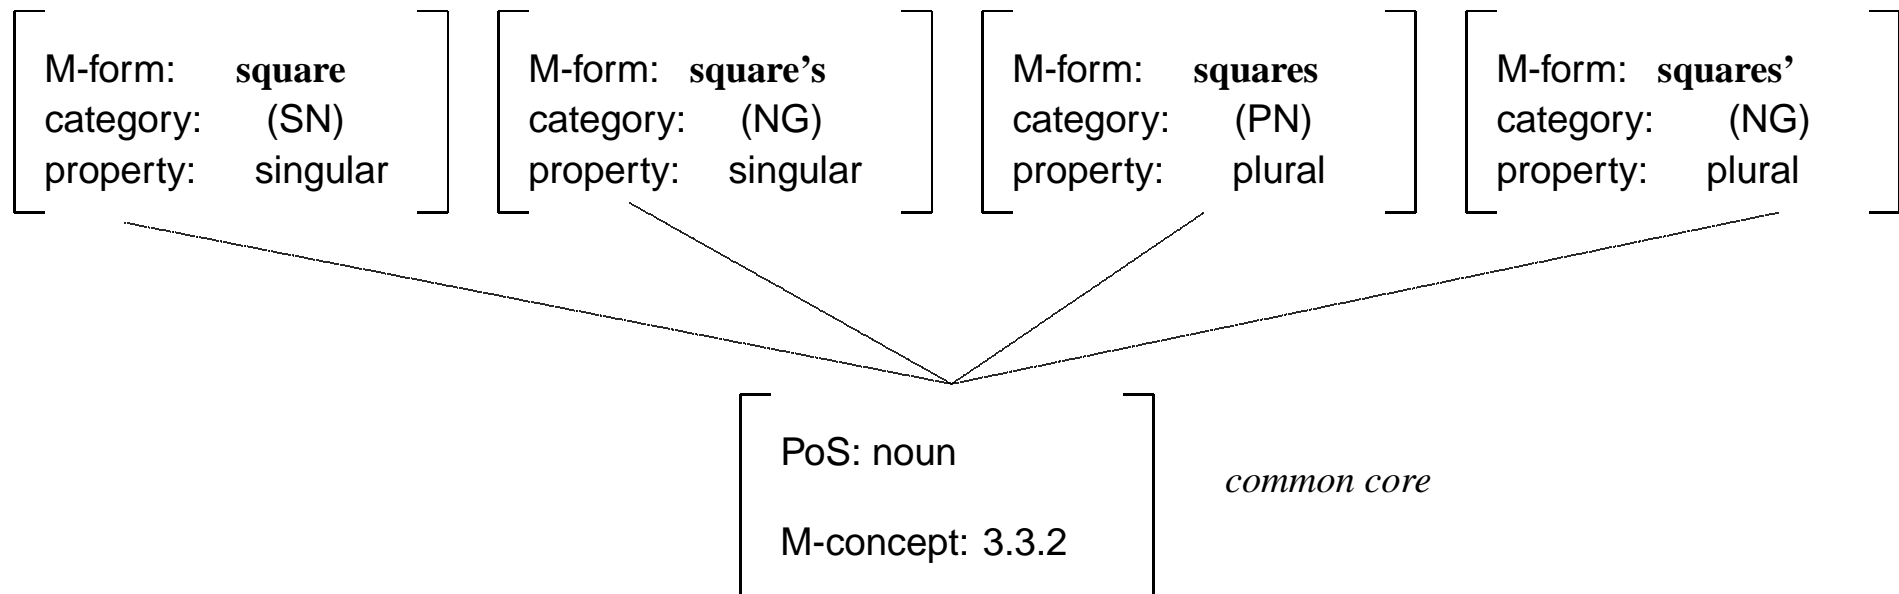 M-form: square
category: (SN)
property: singular
M-form: square’s
category: (NG)
property: singular
M-form: squares
category: (PN)
property: plural
M-form: squares’
category: (NG)
property: plural
PoS: noun
M-concept: 3.3.2
common core